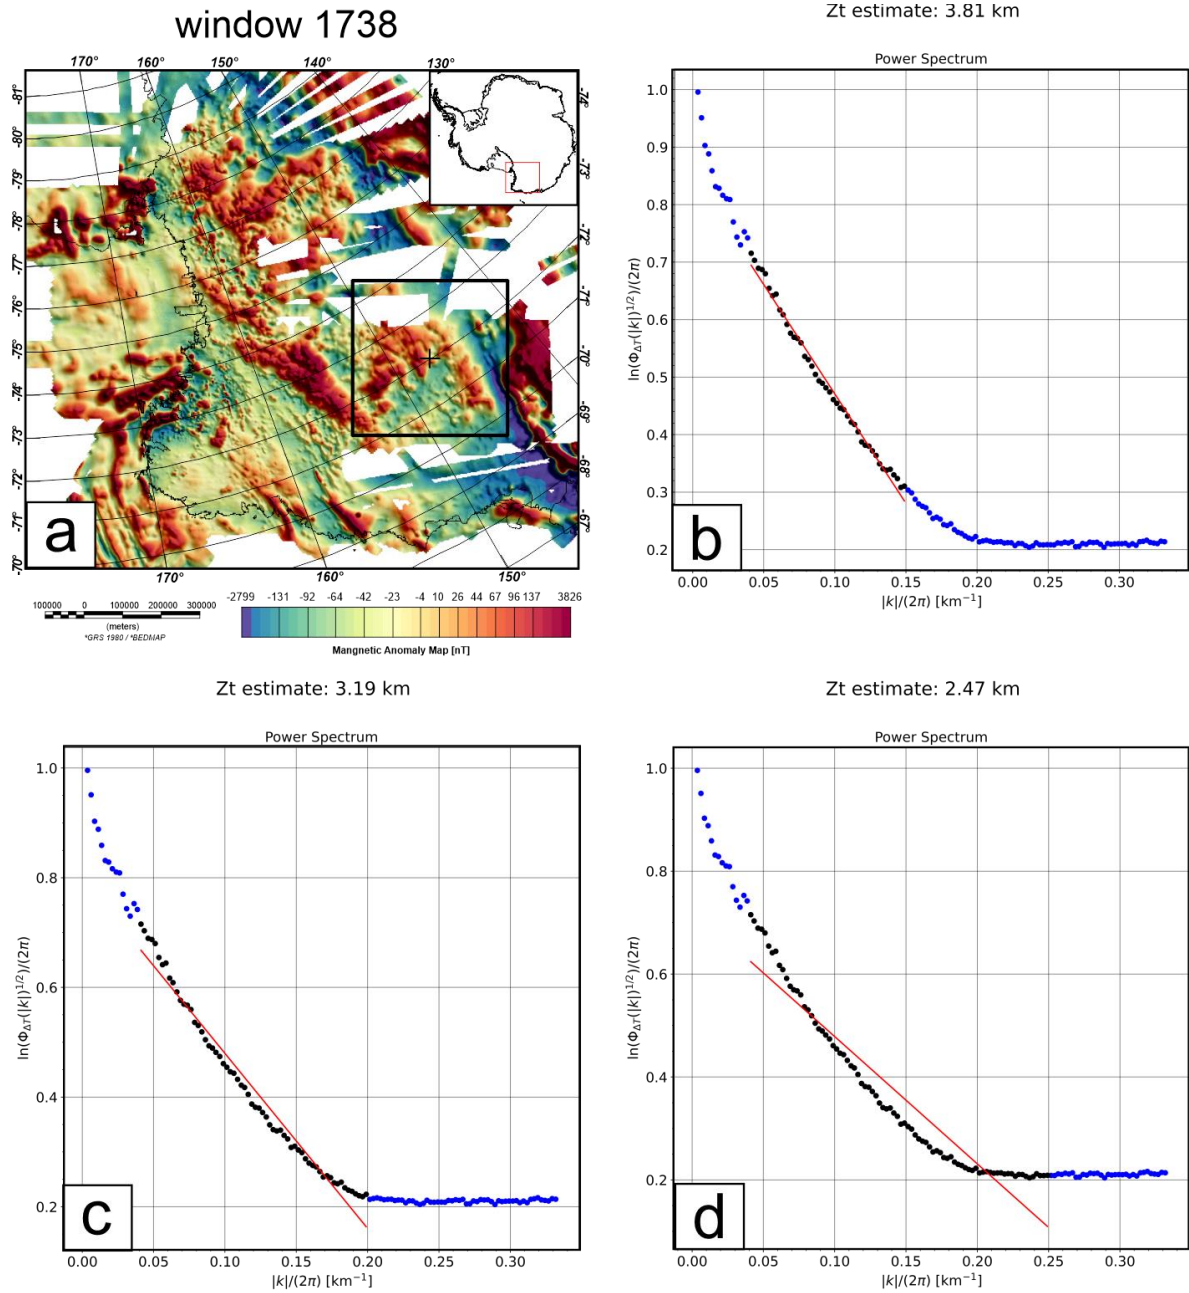 window 1738
170° 160° 150° 140° 130°
-81°
-80°
-79°
-78°
-77°
-76°
-75°
-74°
-73°
-72°
-71°
-70°
-74°
-73°
-72°
-71°
-70°
-69°
-68°
-67°
a
170° 160° 150°
100000 0 100000 200000 300000
(meters)
*GRS 1980 / *BEDMAP
-2799 -131 -92 -64 -23 -4 10 26 44 67 96 137 3826
Mangnetic Anomaly Map [nT]
Zt estimate: 3.81 km
Power Spectrum
ln(Φ_ΔT(|k|)^1/2)/(2π)
1.0
0.9
0.8
0.7
0.6
0.5
0.4
0.3
0.2
b
0.00 0.05 0.10 0.15 0.20 0.25 0.30
|k|/(2π) [km⁻¹]
Zt estimate: 3.19 km
Power Spectrum
ln(Φ_ΔT(|k|)^1/2)/(2π)
1.0
0.8
0.6
0.4
0.2
c
0.00 0.05 0.10 0.15 0.20 0.25 0.30
|k|/(2π) [km⁻¹]
Zt estimate: 2.47 km
Power Spectrum
ln(Φ_ΔT(|k|)^1/2)/(2π)
1.0
0.8
0.6
0.4
0.2
d
0.00 0.05 0.10 0.15 0.20 0.25 0.30
|k|/(2π) [km⁻¹]